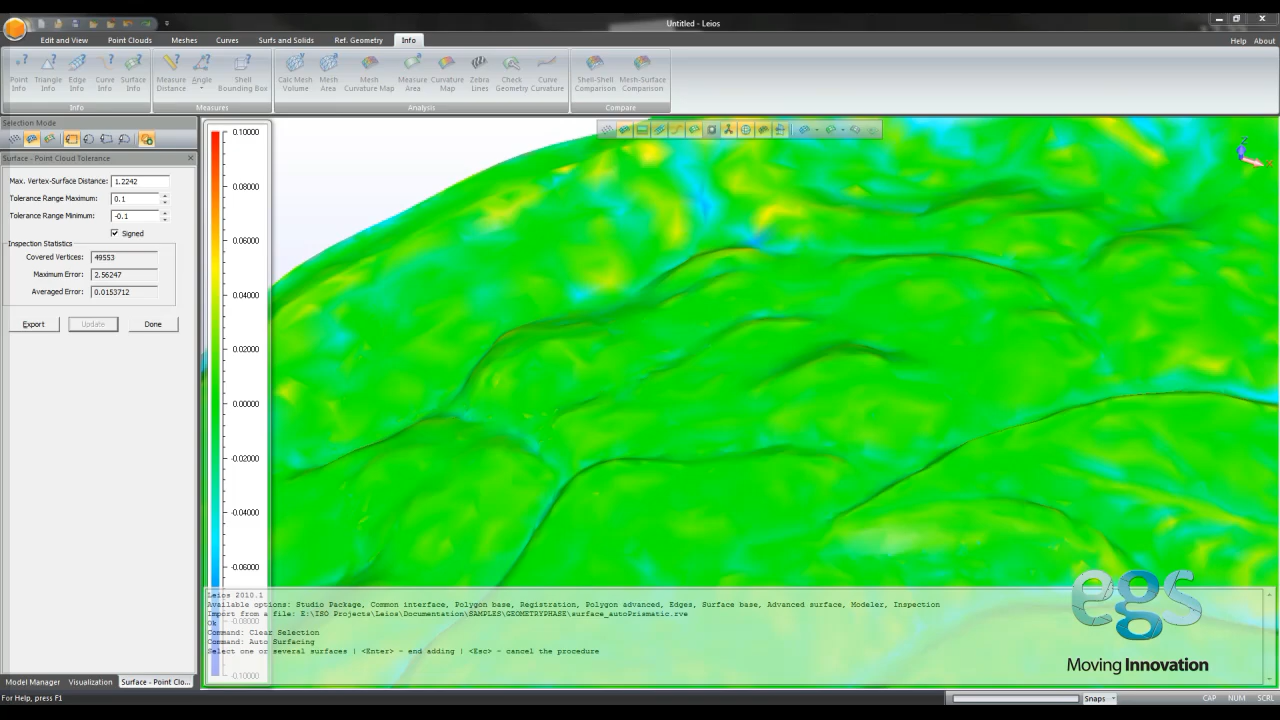 Untitled - Leios
Edit and View Point Clouds Meshes Curves Surfs and Solids Ref. Geometry Info Help About
Point Info Triangle Info Edge Info Curve Info Surface Info Measure Distance Angle Shell Bounding Box Calc Mesh Volume Mesh Area Mesh Curvature Map Measure Area Curvature Map Zebra Lines Check Geometry Curve Curvature Shell-Shell Comparison Mesh-Surface Comparison
Info Measures Analysis Compare
Selection Mode
Surface - Point Cloud Tolerance
Max. Vertex-Surface Distance: 1.2242
Tolerance Range Maximum: 0.1
Tolerance Range Minimum: -0.1
Signed
Inspection Statistics
Covered Vertices: 49553
Maximum Error: 2.56247
Averaged Error: 0.0153712
Export Update Done
0.10000
0.08000
0.06000
0.04000
0.02000
0.00000
-0.02000
-0.04000
-0.06000
-0.08000
-0.10000
Z
X
Leios 2010.1
Available options: Studio Package, Common interface, Polygon base, Registration, Polygon advanced, Edges, Surface base, Advanced surface, Modeler, Inspection
Import from a file: E:\ISO Projects\Leios\Documentation\SAMPLES\GEOMETRYPHASE\surface_autoPrismatic.rve
Ok
Command: Clear Selection
Command: Auto Surfacing
Select one or several surfaces | <Enter> - end adding | <Esc> - cancel the procedure
egs
Moving Innovation
Model Manager Visualization Surface - Point Clo...
For Help, press F1 Snaps CAP NUM SCRL